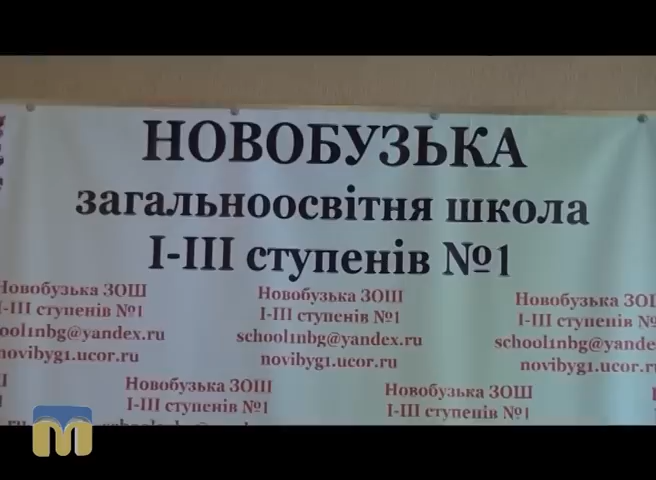 НОВОБУЗЬКА
загальноосвітня школа
І-ІІІ ступенів №1
Новобузька ЗОШ
І-ІІІ ступенів №1
school1nbg@yandex.ru
novibyg1.ucor.ru
Новобузька ЗОШ
І-ІІІ ступенів №1
school1nbg@yandex.ru
novibyg1.ucor.ru
Новобузька ЗОШ
І-ІІІ ступенів №1
school1nbg@yandex
novibyg1.ucor.ru
Новобузька ЗОШ
І-ІІІ ступенів №1
Новобузька ЗОШ
І-ІІІ ступенів №1